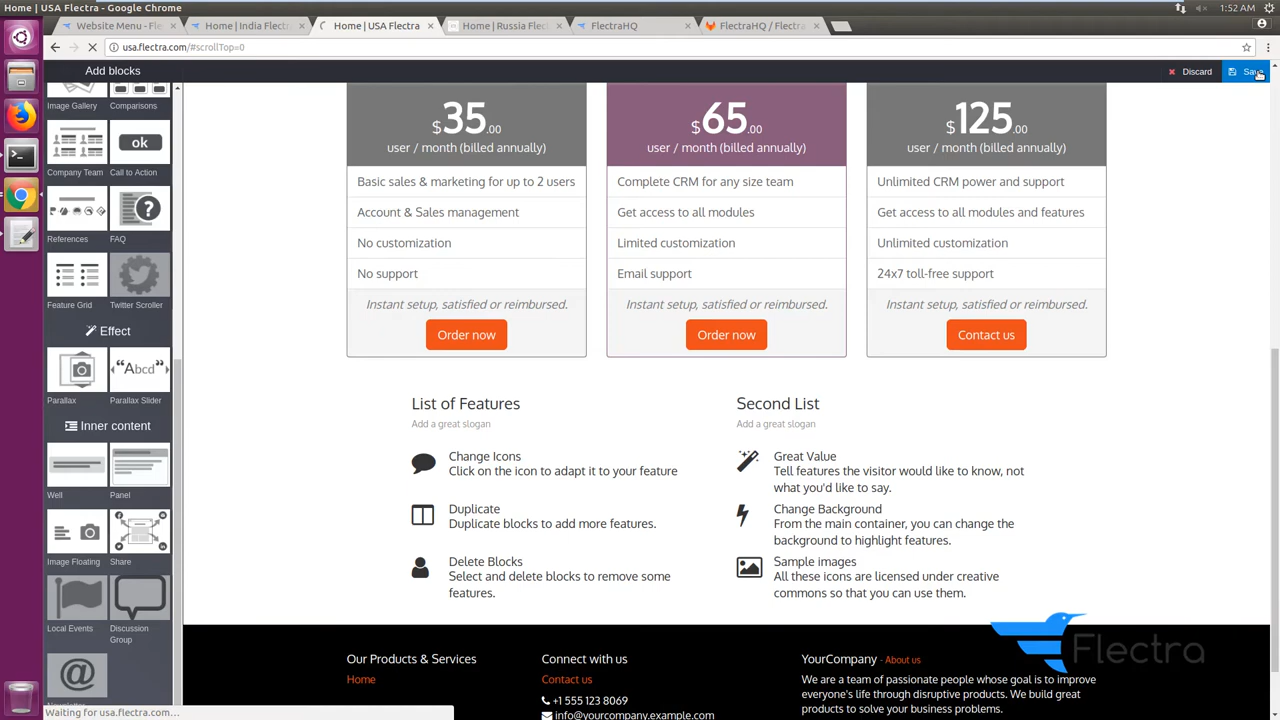 Home | USA Flectra - Google Chrome
1:52 AM
Website Menu - Fle
Home | India Flectra
Home | USA Flectra
Home | Russia Flectra
FlectraHQ
FlectraHQ / Flectra
usa.flectra.com/#scrollTop=0
Add blocks
Discard
Save
Image Gallery
Comparisons
Company Team
ok
Call to Action
References
FAQ
Feature Grid
Twitter Scroller
Effect
Parallax
“Abcd”
Parallax Slider
Inner content
Well
Panel
Image Floating
Share
Local Events
Discussion
Group
@
$35.00
user / month (billed annually)
Basic sales & marketing for up to 2 users
Account & Sales management
No customization
No support
Instant setup, satisfied or reimbursed.
Order now
$65.00
user / month (billed annually)
Complete CRM for any size team
Get access to all modules
Limited customization
Email support
Instant setup, satisfied or reimbursed.
Order now
$125.00
user / month (billed annually)
Unlimited CRM power and support
Get access to all modules and features
Unlimited customization
24x7 toll-free support
Instant setup, satisfied or reimbursed.
Contact us
List of Features
Add a great slogan
Change Icons
Click on the icon to adapt it to your feature
Duplicate
Duplicate blocks to add more features.
Delete Blocks
Select and delete blocks to remove some
features.
Second List
Add a great slogan
Great Value
Tell features the visitor would like to know, not
what you'd like to say.
Change Background
From the main container, you can change the
background to highlight features.
Sample images
All these icons are licensed under creative
commons so that you can use them.
Flectra
Our Products & Services
Home
Connect with us
Contact us
+1 555 123 8069
info@yourcompany.example.com
YourCompany - About us
We are a team of passionate people whose goal is to improve
everyone's life through disruptive products. We build great
products to solve your business problems.
Waiting for usa.flectra.com...